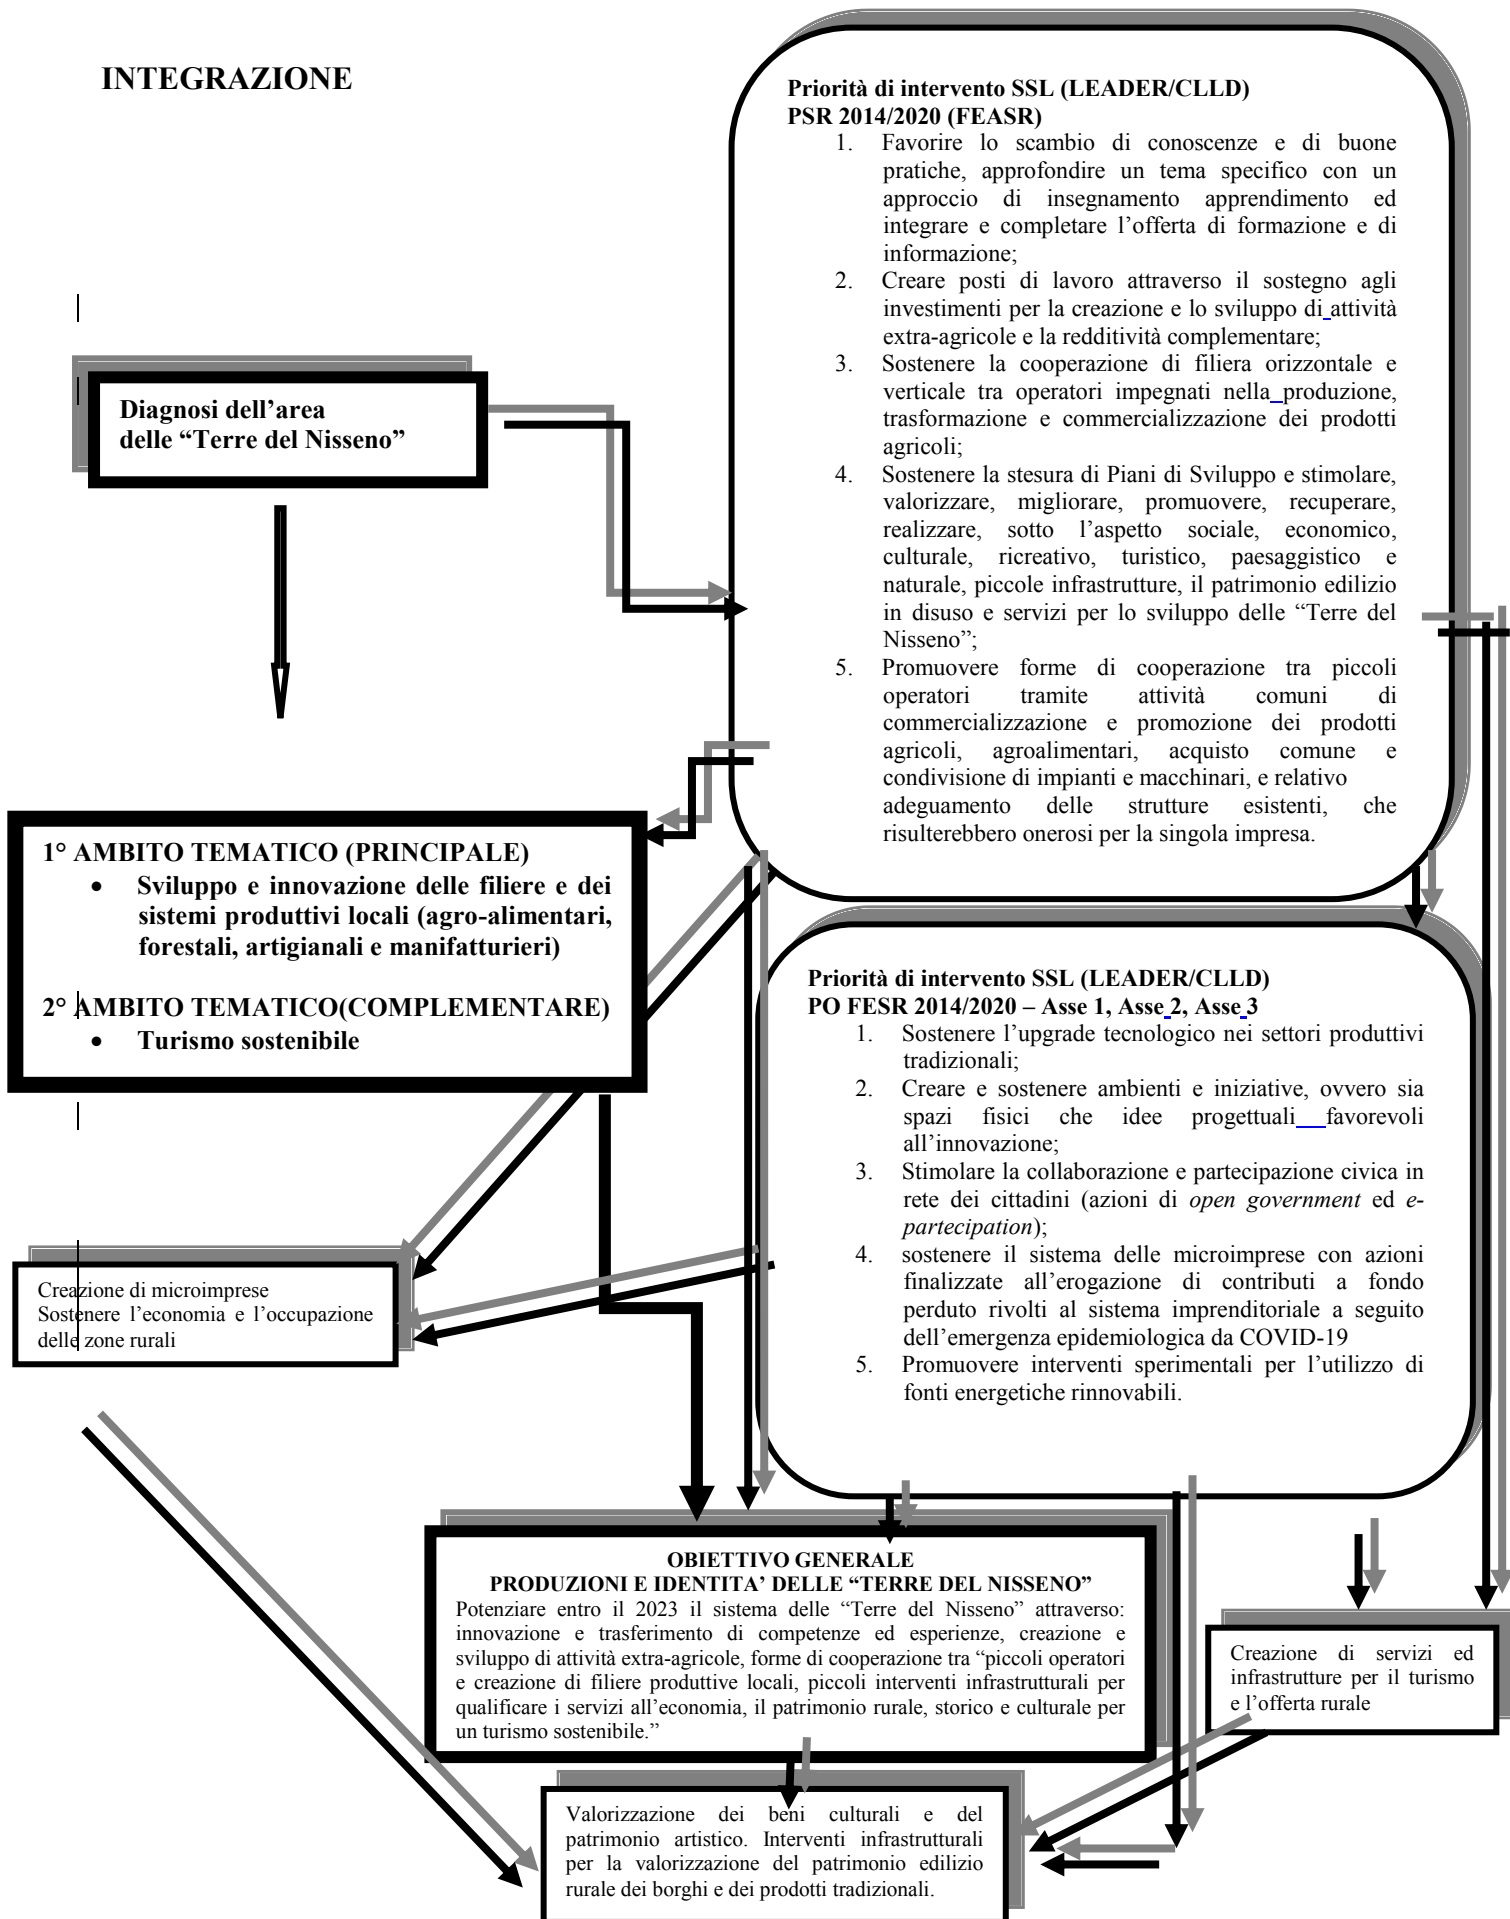 INTEGRAZIONE
Priorità di intervento SSL (LEADER/CLLD)
PSR 2014/2020 (FEASR)
1. Favorire lo scambio di conoscenze e di buone
pratiche, approfondire un tema specifico con un
approccio di insegnamento apprendimento ed
integrare e completare l’offerta di formazione e di
informazione;
2. Creare posti di lavoro attraverso il sostegno agli
investimenti per la creazione e lo sviluppo di attività
extra-agricole e la redditività complementare;
3. Sostenere la cooperazione di filiera orizzontale e
verticale tra operatori impegnati nella produzione,
trasformazione e commercializzazione dei prodotti
agricoli;
4. Sostenere la stesura di Piani di Sviluppo e stimolare,
valorizzare, migliorare, promuovere, recuperare,
realizzare, sotto l’aspetto sociale, economico,
culturale, ricreativo, turistico, paesaggistico e
naturale, piccole infrastrutture, il patrimonio edilizio
in disuso e servizi per lo sviluppo delle “Terre del
Nisseno”;
5. Promuovere forme di cooperazione tra piccoli
operatori tramite attività comuni di
commercializzazione e promozione dei prodotti
agricoli, agroalimentari, acquisto comune e
condivisione di impianti e macchinari, e relativo
adeguamento delle strutture esistenti, che
risulterebbero onerosi per la singola impresa.
Diagnosi dell’area
delle “Terre del Nisseno”
1° AMBITO TEMATICO (PRINCIPALE)
• Sviluppo e innovazione delle filiere e dei
sistemi produttivi locali (agro-alimentari,
forestali, artigianali e manifatturieri)
2° AMBITO TEMATICO(COMPLEMENTARE)
• Turismo sostenibile
Priorità di intervento SSL (LEADER/CLLD)
PO FESR 2014/2020 – Asse 1, Asse 2, Asse 3
1. Sostenere l’upgrade tecnologico nei settori produttivi
tradizionali;
2. Creare e sostenere ambienti e iniziative, ovvero sia
spazi fisici che idee progettuali favorevoli
all’innovazione;
3. Stimolare la collaborazione e partecipazione civica in
rete dei cittadini (azioni di open government ed e-
partecipation);
4. sostenere il sistema delle microimprese con azioni
finalizzate all’erogazione di contributi a fondo
perduto rivolti al sistema imprenditoriale a seguito
dell’emergenza epidemiologica da COVID-19
5. Promuovere interventi sperimentali per l’utilizzo di
fonti energetiche rinnovabili.
Creazione di microimprese
Sostenere l’economia e l’occupazione
delle zone rurali
OBIETTIVO GENERALE
PRODUZIONI E IDENTITA’ DELLE “TERRE DEL NISSENO”
Potenziare entro il 2023 il sistema delle “Terre del Nisseno” attraverso:
innovazione e trasferimento di competenze ed esperienze, creazione e
sviluppo di attività extra-agricole, forme di cooperazione tra “piccoli operatori
e creazione di filiere produttive locali, piccoli interventi infrastrutturali per
qualificare i servizi all’economia, il patrimonio rurale, storico e culturale per
un turismo sostenibile.”
Creazione di servizi ed
infrastrutture per il turismo
e l’offerta rurale
Valorizzazione dei beni culturali e del
patrimonio artistico. Interventi infrastrutturali
per la valorizzazione del patrimonio edilizio
rurale dei borghi e dei prodotti tradizionali.